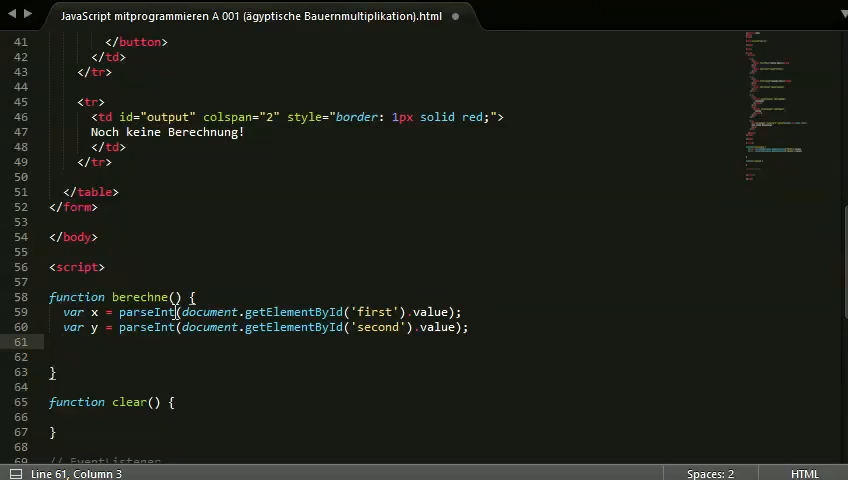 JavaScript mitprogrammieren A 001 (ägyptische Bauernmultiplikation).html
41 </button>
42 </td>
43 </tr>
44
45 <tr>
46 <td id="output" colspan="2" style="border: 1px solid red;">
47 Noch keine Berechnung!
48 </td>
49 </tr>
50
51 </table>
52 </form>
53
54 </body>
55
56 <script>
57
58 function berechne() {
59 var x = parseInt(document.getElementById('first').value);
60 var y = parseInt(document.getElementById('second').value);
61
62
63 }
64
65 function clear() {
66
67 }
68
69 // EventListener
Line 61, Column 3 Spaces: 2 HTML